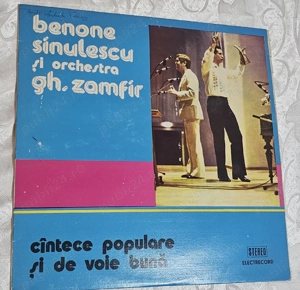 benone
sinulescu
și orchestra
gh. zamfir
cîntece populare
și de voie bună
STEREO
ELECTRECORD